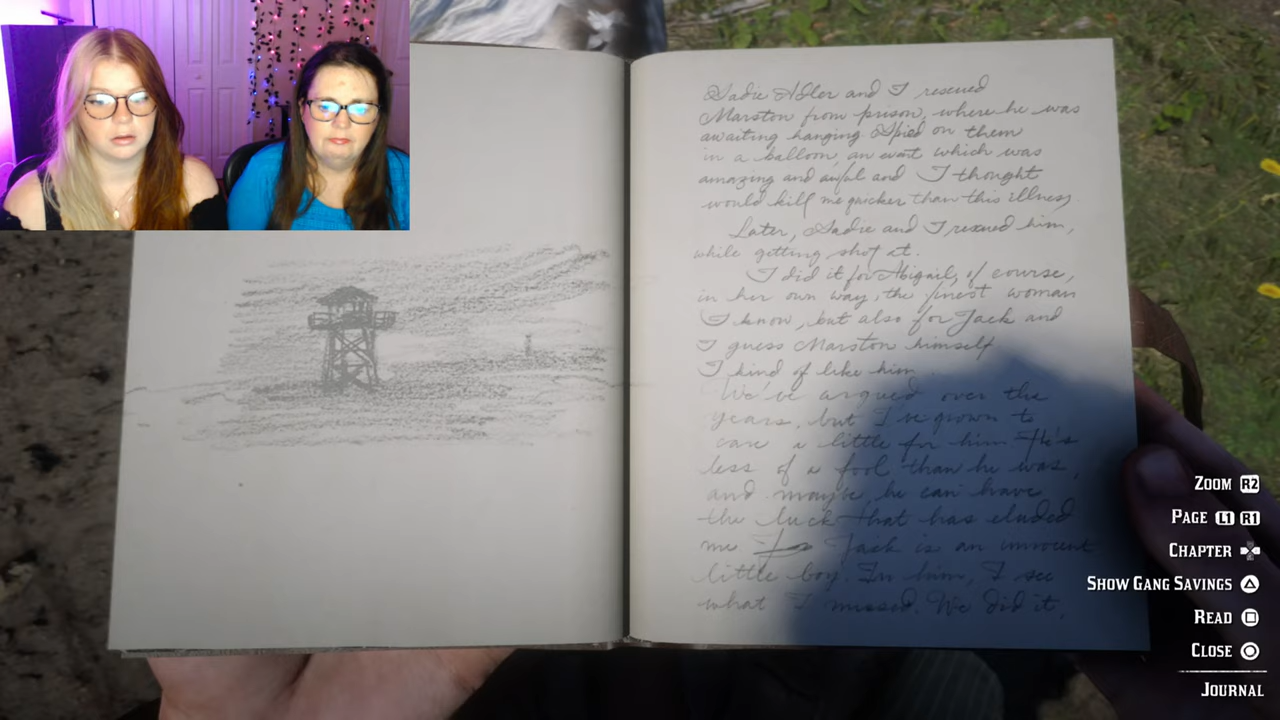 Sadie Adler and I rescued
Marston from prison, where he was
awaiting hanging. Spied on them
in a balloon, an event which was
amazing and awful and I thought
would kill me quicker than this illness.
Later, Sadie and I rescued him,
while getting shot at.
I did it for Abigail, of course,
in her own way, the finest woman
I know, but also for Jack and
I guess Marston himself
I kind of like him.
We've argued over the
years, but I've grown to
care a little for him. He's
less of a fool than he was,
and maybe he can have
the luck that has eluded
me. Jack is an innocent
little boy. In him, I see
what I missed. We did it,
ZOOM R2
PAGE L1 R1
CHAPTER
SHOW GANG SAVINGS
READ
CLOSE
JOURNAL